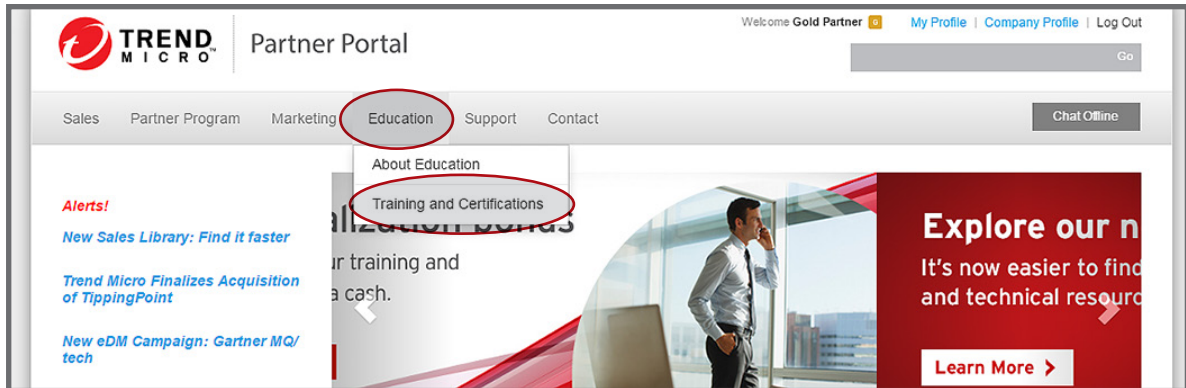 Welcome Gold Partner G My Profile | Company Profile | Log Out
TREND
MICRO™
Partner Portal
Go
Sales Partner Program Marketing Education Support Contact
Chat Offline
About Education
Training and Certifications
Alerts!
New Sales Library: Find it faster
Trend Micro Finalizes Acquisition
of TippingPoint
New eDM Campaign: Gartner MQ/
tech
bonus
training and
cash.
Explore our n
It's now easier to find
and technical resourc
Learn More